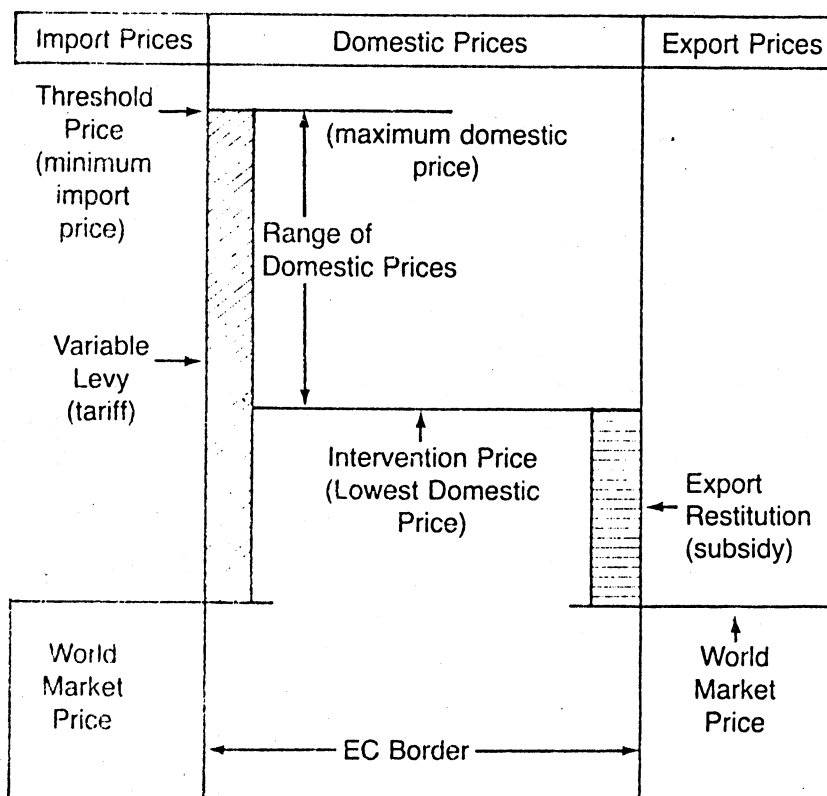 Import Prices
Domestic Prices
Export Prices
Threshold
Price
(minimum
import
price)
(maximum domestic
price)
Range of
Domestic Prices
Variable
Levy
(tariff)
Intervention Price
(Lowest Domestic
Price)
Export
Restitution
(subsidy)
World
Market
Price
World
Market
Price
EC Border